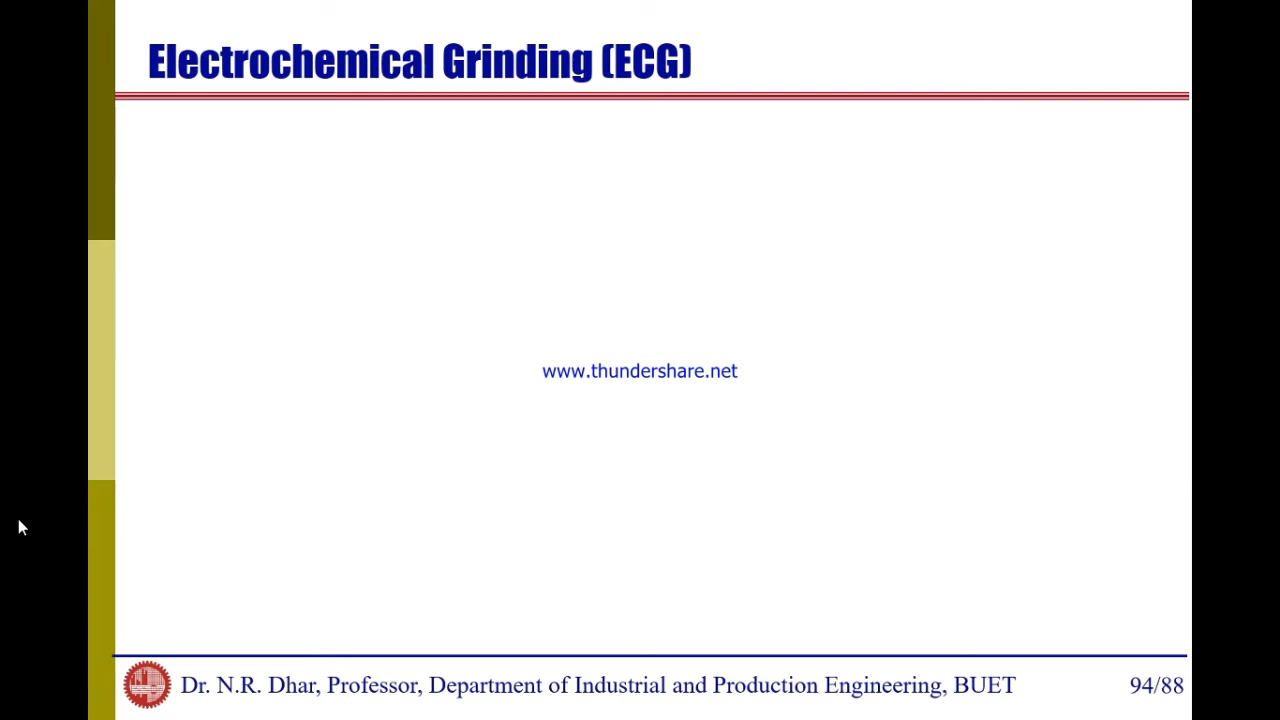 Electrochemical Grinding (ECG)
www.thundershare.net
Dr. N.R. Dhar, Professor, Department of Industrial and Production Engineering, BUET
94/88